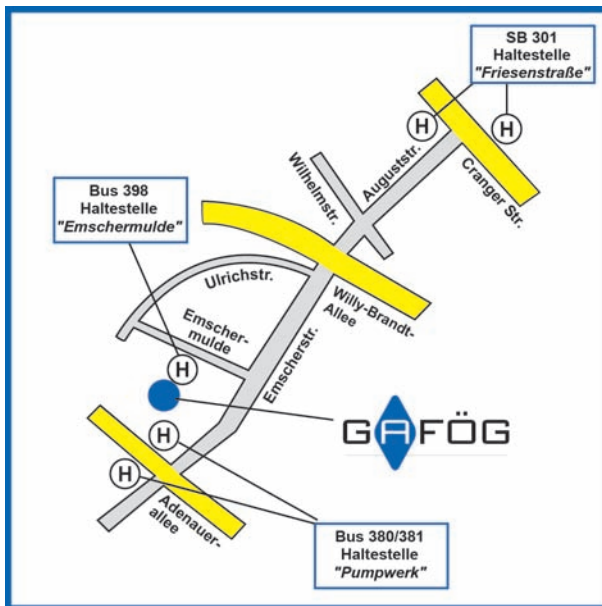 SB 301
Haltestelle
"Friesenstraße"
H
H
Auguststr.
Cranger Str.
Wilhelmstr.
Bus 398
Haltestelle
"Emschermulde"
Ulrichstr.
Willy-Brandt-
Allee
Emscher-
mulde
Emscherstr.
H
GAFÖG
H
H
Adenauer-
allee
Bus 380/381
Haltestelle
"Pumpwerk"